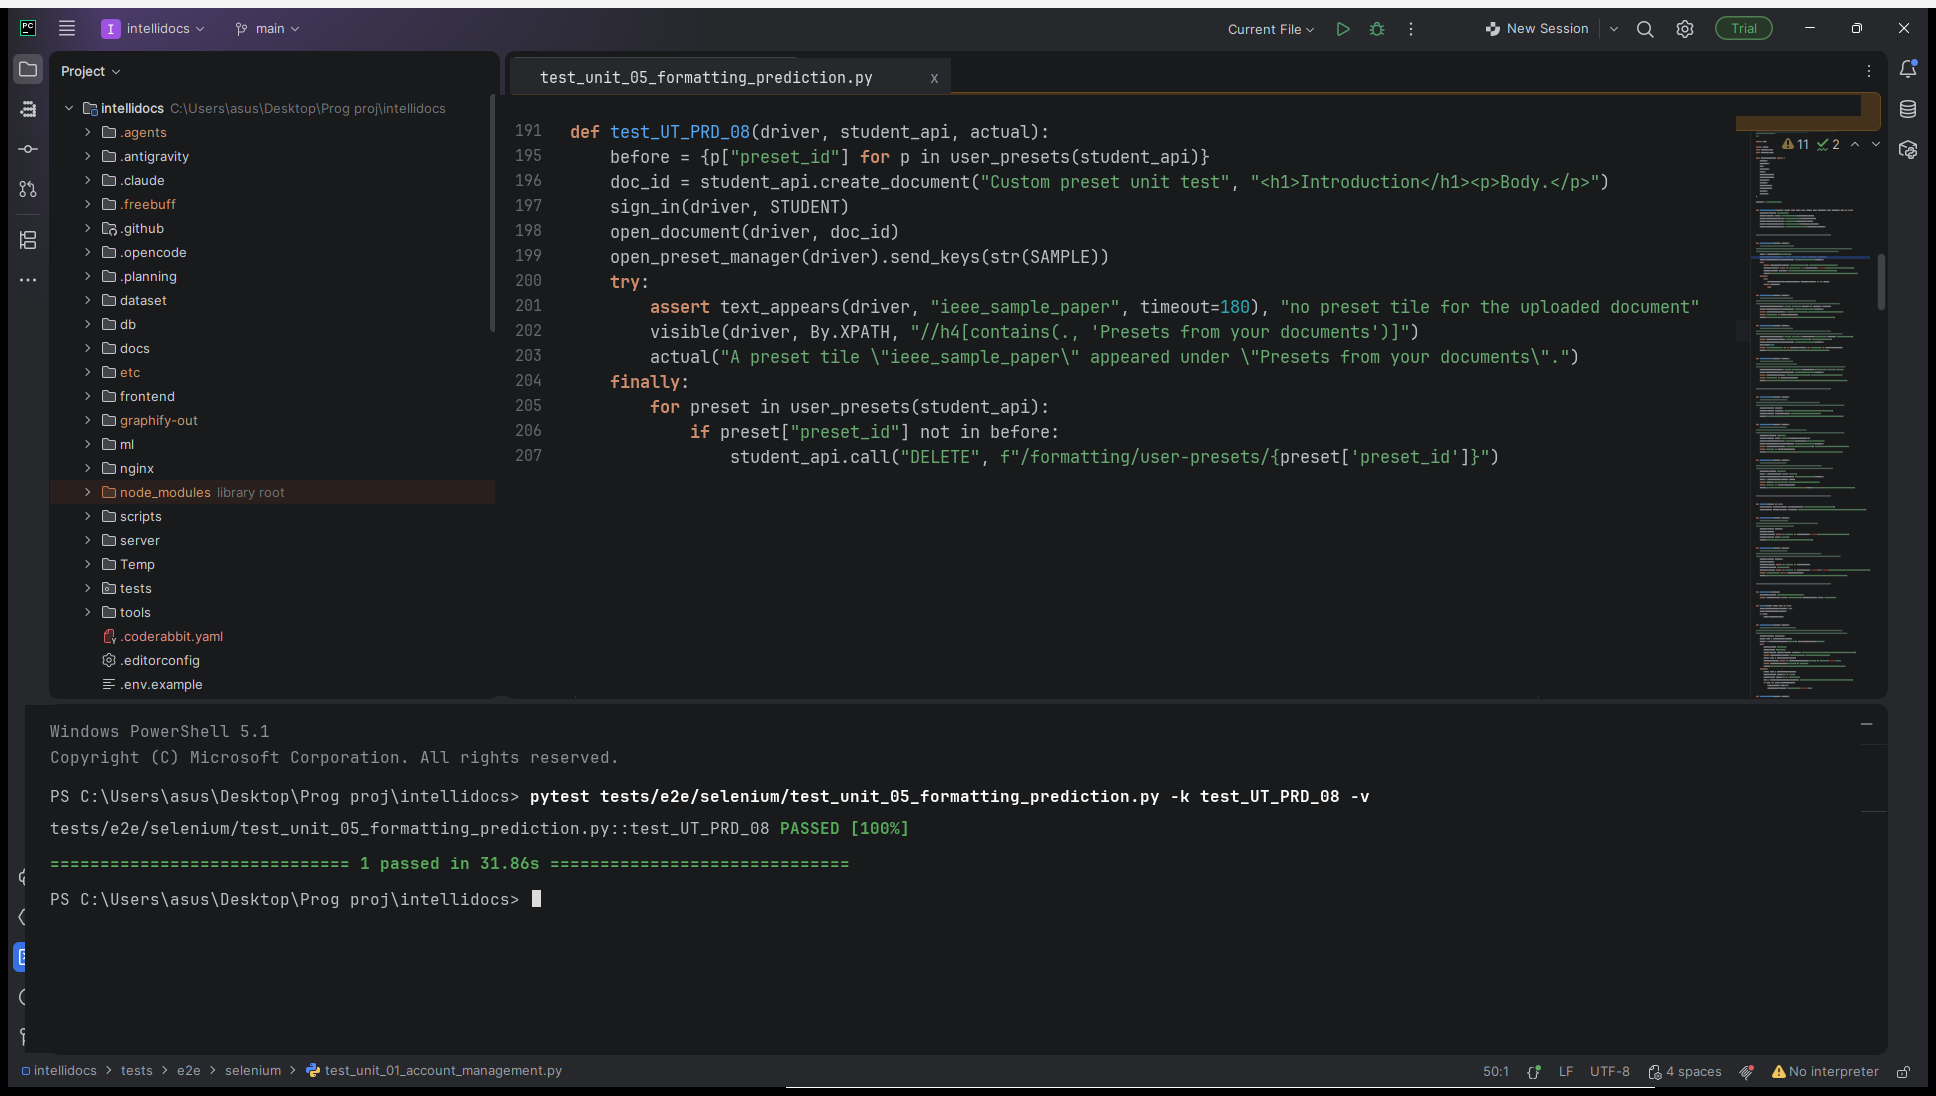 PC I intellidocs main Current File New Session Trial
Project
intellidocs C:\Users\asus\Desktop\Prog proj\intellidocs
.agents
.antigravity
.claude
.freebuff
.github
.opencode
.planning
dataset
db
docs
etc
frontend
graphify-out
ml
nginx
node_modules library root
scripts
server
Temp
tests
tools
.coderabbit.yaml
.editorconfig
.env.example
test_unit_05_formatting_prediction.py x
11 2
191 def test_UT_PRD_08(driver, student_api, actual):
195 before = {p["preset_id"] for p in user_presets(student_api)}
196 doc_id = student_api.create_document("Custom preset unit test", "<h1>Introduction</h1><p>Body.</p>")
197 sign_in(driver, STUDENT)
198 open_document(driver, doc_id)
199 open_preset_manager(driver).send_keys(str(SAMPLE))
200 try:
201 assert text_appears(driver, "ieee_sample_paper", timeout=180), "no preset tile for the uploaded document"
202 visible(driver, By.XPATH, "//h4[contains(., 'Presets from your documents')]")
203 actual("A preset tile \"ieee_sample_paper\" appeared under \"Presets from your documents\".")
204 finally:
205 for preset in user_presets(student_api):
206 if preset["preset_id"] not in before:
207 student_api.call("DELETE", f"/formatting/user-presets/{preset['preset_id']}")
Windows PowerShell 5.1
Copyright (C) Microsoft Corporation. All rights reserved.
PS C:\Users\asus\Desktop\Prog proj\intellidocs> pytest tests/e2e/selenium/test_unit_05_formatting_prediction.py -k test_UT_PRD_08 -v
tests/e2e/selenium/test_unit_05_formatting_prediction.py::test_UT_PRD_08 PASSED [100%]
============================== 1 passed in 31.86s ==============================
PS C:\Users\asus\Desktop\Prog proj\intellidocs>
intellidocs > tests > e2e > selenium > test_unit_01_account_management.py 50:1 LF UTF-8 4 spaces No interpreter